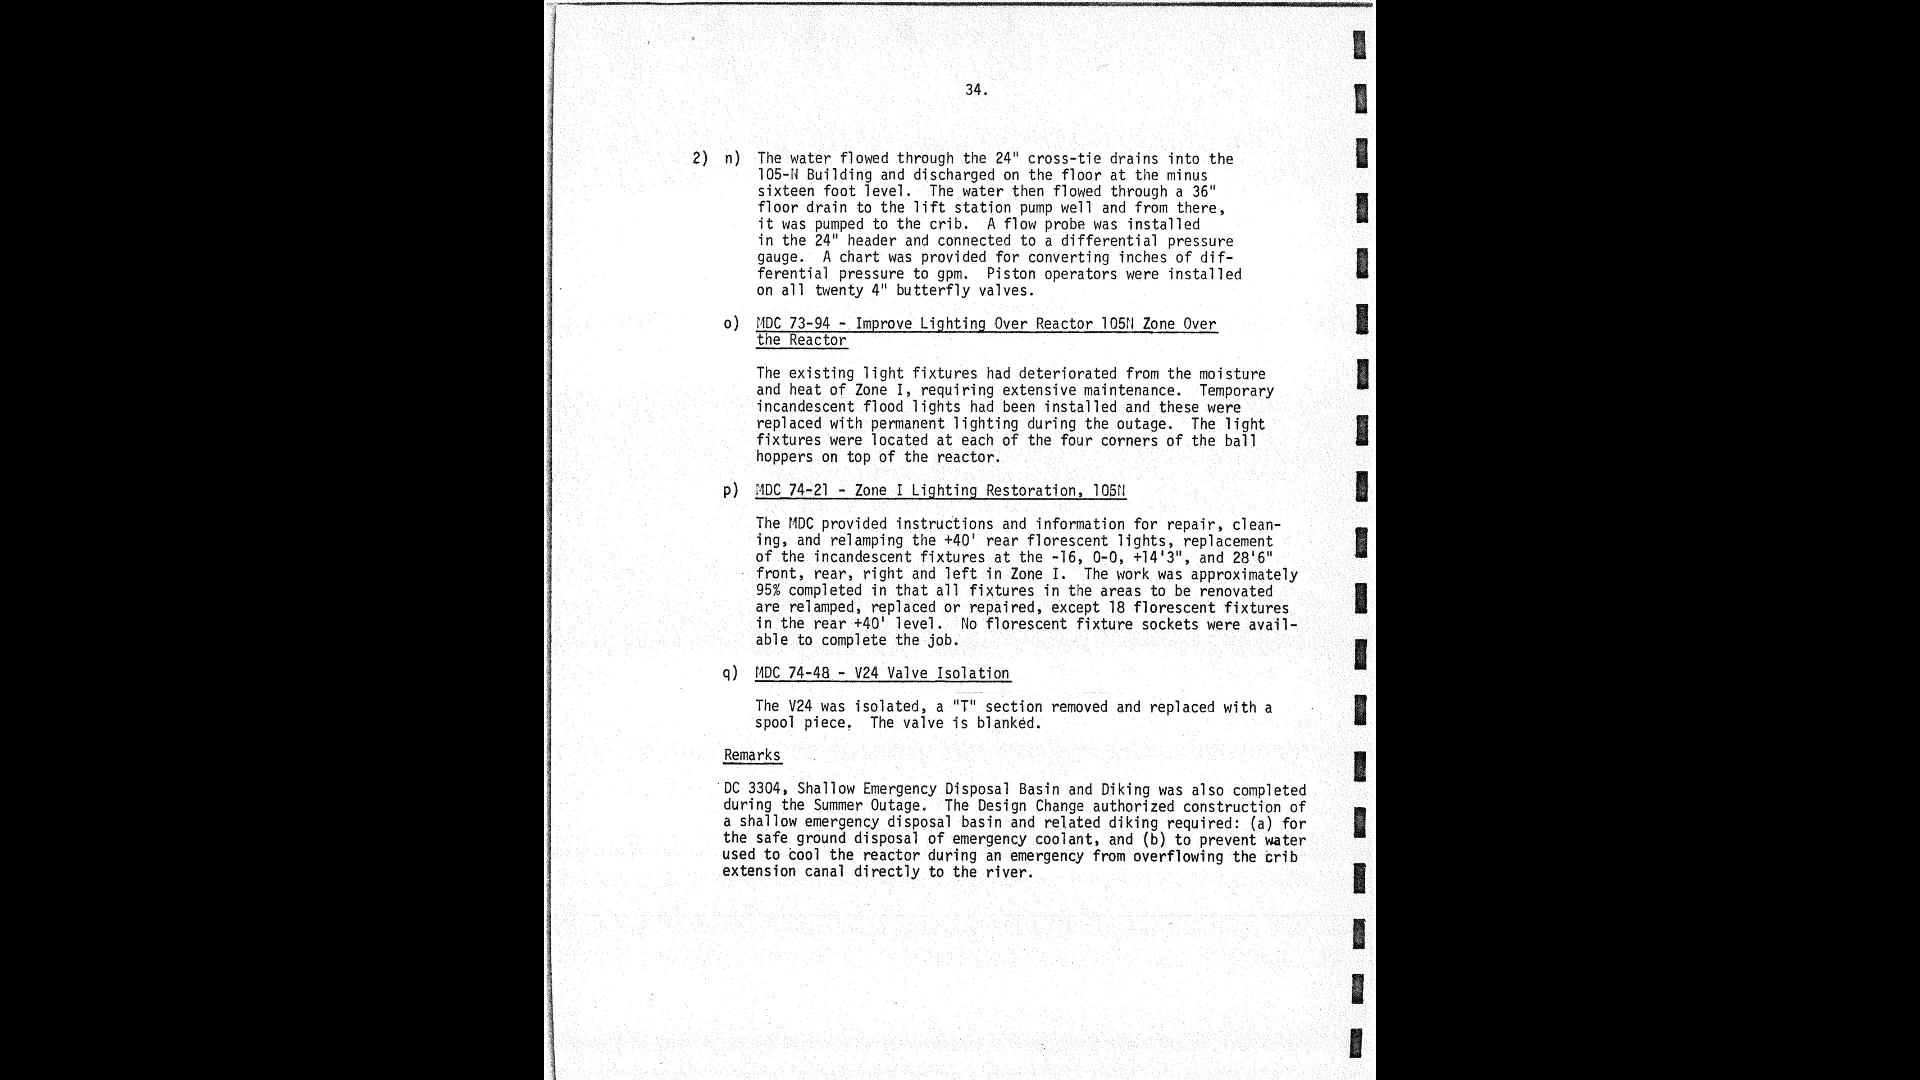 34.
2) n) The water flowed through the 24" cross-tie drains into the
105-N Building and discharged on the floor at the minus
sixteen foot level. The water then flowed through a 36"
floor drain to the lift station pump well and from there,
it was pumped to the crib. A flow probe was installed
in the 24" header and connected to a differential pressure
gauge. A chart was provided for converting inches of dif-
ferential pressure to gpm. Piston operators were installed
on all twenty 4" butterfly valves.
o) MDC 73-94 - Improve Lighting Over Reactor 105N Zone Over
the Reactor
The existing light fixtures had deteriorated from the moisture
and heat of Zone I, requiring extensive maintenance. Temporary
incandescent flood lights had been installed and these were
replaced with permanent lighting during the outage. The light
fixtures were located at each of the four corners of the ball
hoppers on top of the reactor.
p) MDC 74-21 - Zone I Lighting Restoration, 105N
The MDC provided instructions and information for repair, clean-
ing, and relamping the +40' rear florescent lights, replacement
of the incandescent fixtures at the -16, 0-0, +14'3", and 28'6"
front, rear, right and left in Zone I. The work was approximately
95% completed in that all fixtures in the areas to be renovated
are relamped, replaced or repaired, except 18 florescent fixtures
in the rear +40' level. No florescent fixture sockets were avail-
able to complete the job.
q) MDC 74-48 - V24 Valve Isolation
The V24 was isolated, a "T" section removed and replaced with a
spool piece. The valve is blanked.
Remarks
DC 3304, Shallow Emergency Disposal Basin and Diking was also completed
during the Summer Outage. The Design Change authorized construction of
a shallow emergency disposal basin and related diking required: (a) for
the safe ground disposal of emergency coolant, and (b) to prevent water
used to cool the reactor during an emergency from overflowing the crib
extension canal directly to the river.